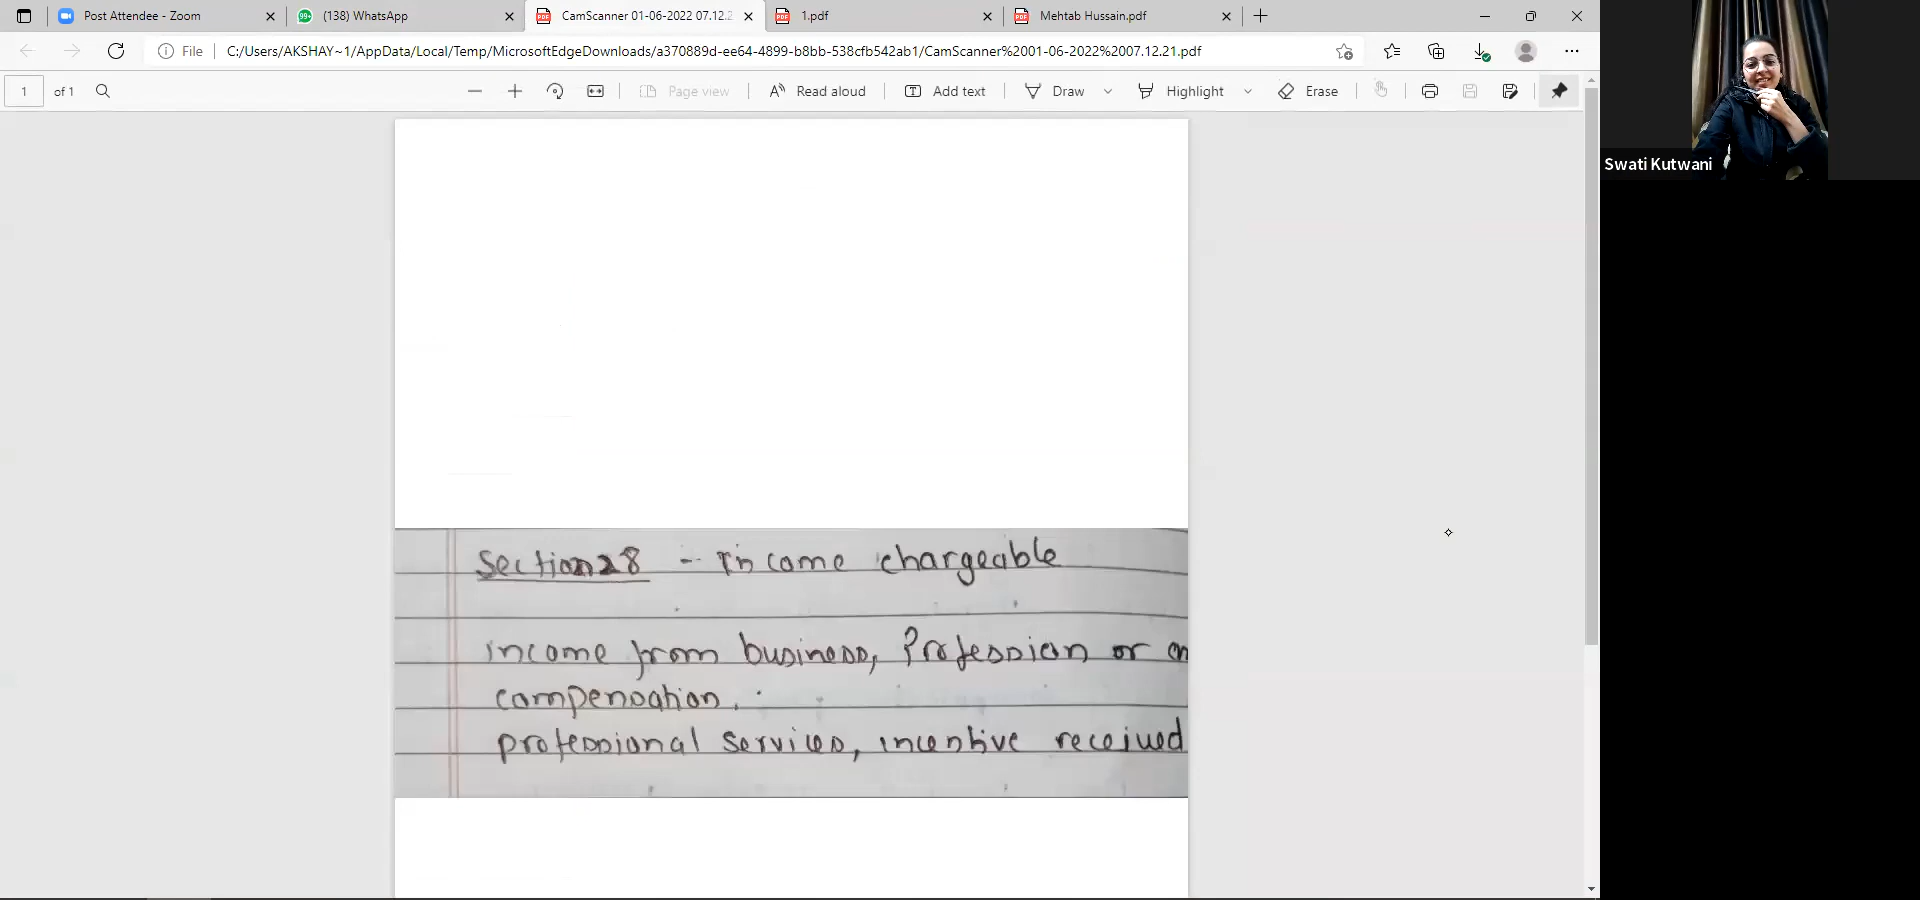 Post Attendee - Zoom
(138) WhatsApp
CamScanner 01-06-2022 07.12.2
1.pdf
Mehtab Hussain.pdf
File
C:/Users/AKSHAY~1/AppData/Local/Temp/MicrosoftEdgeDownloads/a370889d-ee64-4899-b8bb-538cfb542ab1/CamScanner%2001-06-2022%2007.12.21.pdf
1 of 1
Page view
Read aloud
Add text
Draw
Highlight
Erase
Swati Kutwani
Section 28 - Income chargeable
income from business, Profession or
compensation.
professional services, incentive received